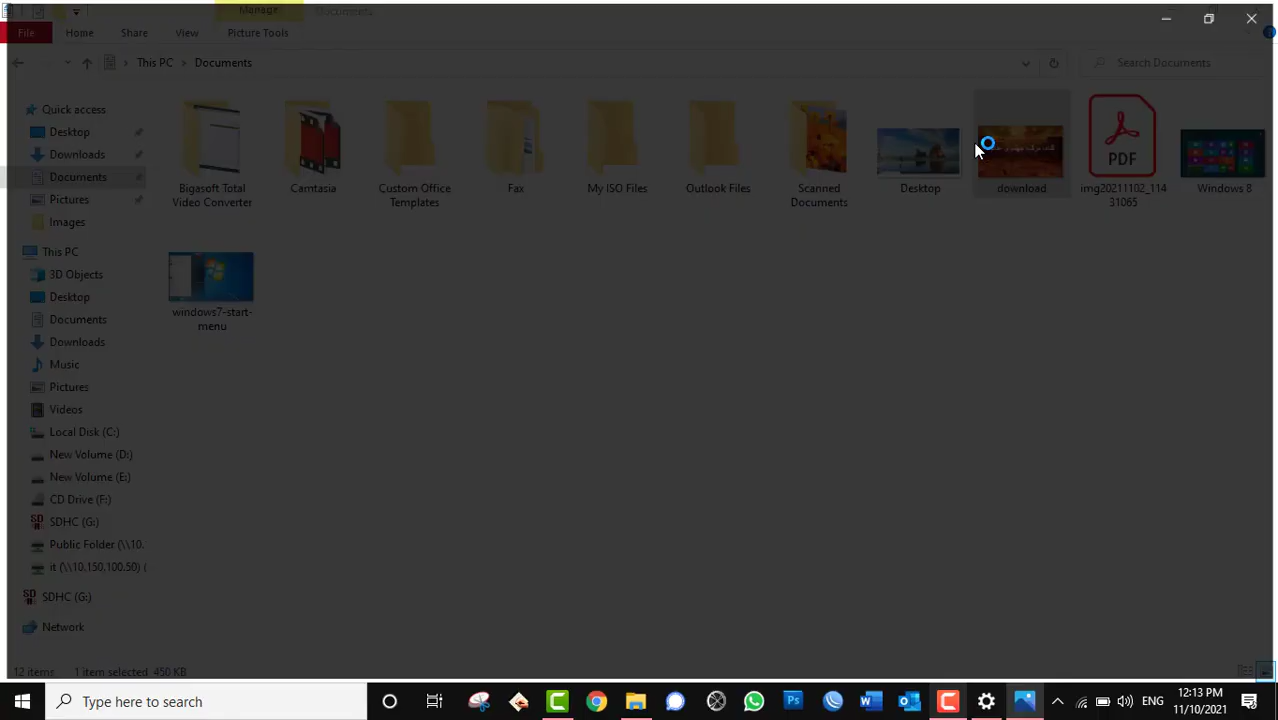 Manage
Documents
File
Home
Share
View
Picture Tools
This PC
Documents
Search Documents
Quick access
Desktop
Downloads
Documents
Pictures
Images
This PC
3D Objects
Desktop
Documents
Downloads
Music
Pictures
Videos
Local Disk (C:)
New Volume (D:)
New Volume (E:)
CD Drive (F:)
SDHC (G:)
Public Folder (\\10.
it (\\10.150,100.50) (
SDHC (G:)
Network
Bigasoft Total
Video Converter
Camtasia
Custom Office
Templates
Fax
My ISO Files
Outlook Files
Scanned
Documents
Desktop
download
PDF
img20211102_114
31065
Windows 8
windows7-start-
menu
12 items
1 item selected 450 KB
Type here to search
Ps
ENG
12:13 PM
11/10/2021